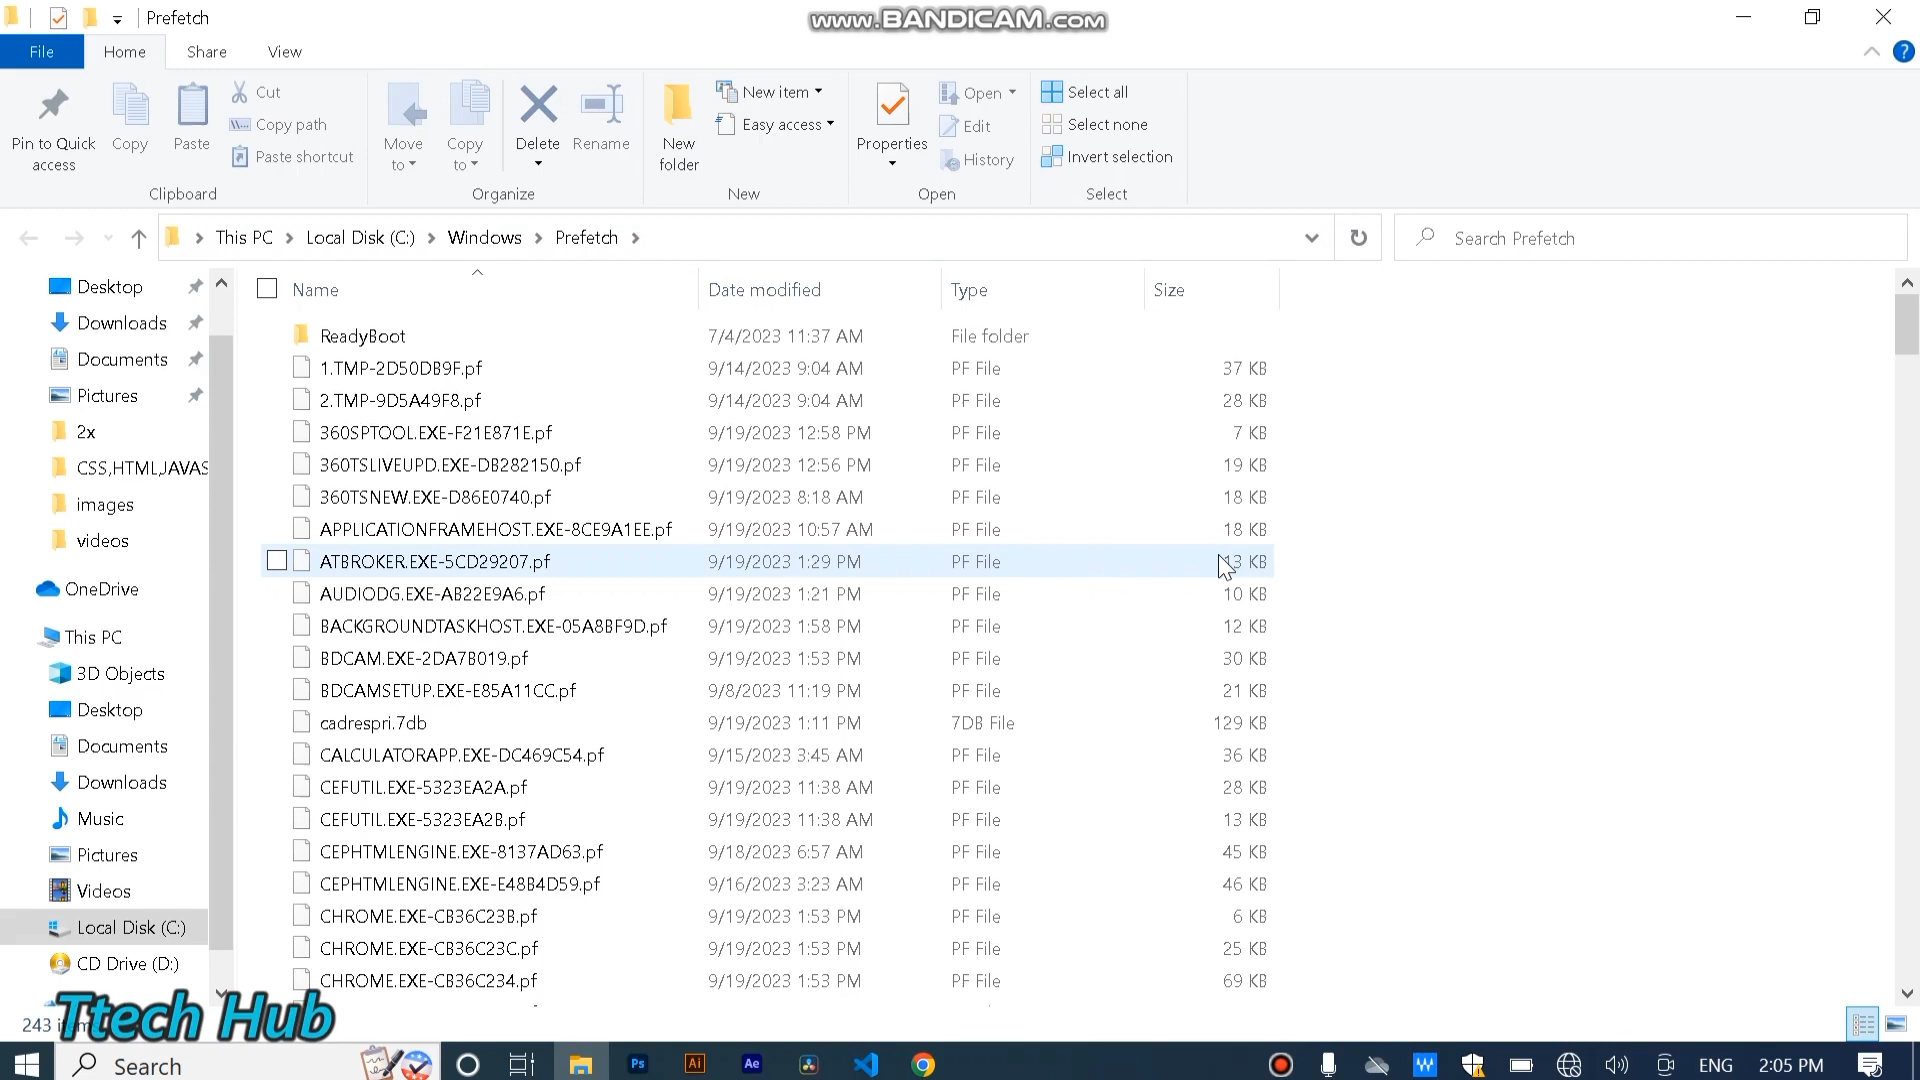 Prefetch
www.BANDICAM.com
File Home Share View
Pin to Quick access
Copy
Paste
Cut
Copy path
Paste shortcut
Clipboard
Move to
Copy to
Delete
Rename
Organize
New folder
New item
Easy access
New
Properties
Open
Edit
History
Open
Select all
Select none
Invert selection
Select
This PC Local Disk (C:) Windows Prefetch
Search Prefetch
Desktop
Downloads
Documents
Pictures
2x
CSS,HTML,JAVAS
images
videos
OneDrive
This PC
3D Objects
Desktop
Documents
Downloads
Music
Pictures
Videos
Local Disk (C:)
CD Drive (D:)
Name Date modified Type Size
ReadyBoot 7/4/2023 11:37 AM File folder
1.TMP-2D50DB9F.pf 9/14/2023 9:04 AM PF File 37 KB
2.TMP-9D5A49F8.pf 9/14/2023 9:04 AM PF File 28 KB
360SPTOOL.EXE-F21E871E.pf 9/19/2023 12:58 PM PF File 7 KB
360TSLIVEUPD.EXE-DB282150.pf 9/19/2023 12:56 PM PF File 19 KB
360TSNEW.EXE-D86E0740.pf 9/19/2023 8:18 AM PF File 18 KB
APPLICATIONFRAMEHOST.EXE-8CE9A1EE.pf 9/19/2023 10:57 AM PF File 18 KB
ATBROKER.EXE-5CD29207.pf 9/19/2023 1:29 PM PF File 13 KB
AUDIODG.EXE-AB22E9A6.pf 9/19/2023 1:21 PM PF File 10 KB
BACKGROUNDTASKHOST.EXE-05A8BF9D.pf 9/19/2023 1:58 PM PF File 12 KB
BDCAM.EXE-2DA7B019.pf 9/19/2023 1:53 PM PF File 30 KB
BDCAMSETUP.EXE-E85A11CC.pf 9/8/2023 11:19 PM PF File 21 KB
cadrespri.7db 9/19/2023 1:11 PM 7DB File 129 KB
CALCULATORAPP.EXE-DC469C54.pf 9/15/2023 3:45 AM PF File 36 KB
CEFUTIL.EXE-5323EA2A.pf 9/19/2023 11:38 AM PF File 28 KB
CEFUTIL.EXE-5323EA2B.pf 9/19/2023 11:38 AM PF File 13 KB
CEPHTMLENGINE.EXE-8137AD63.pf 9/18/2023 6:57 AM PF File 45 KB
CEPHTMLENGINE.EXE-E48B4D59.pf 9/16/2023 3:23 AM PF File 46 KB
CHROME.EXE-CB36C23B.pf 9/19/2023 1:53 PM PF File 6 KB
CHROME.EXE-CB36C23C.pf 9/19/2023 1:53 PM PF File 25 KB
CHROME.EXE-CB36C234.pf 9/19/2023 1:53 PM PF File 69 KB
243
Ttech Hub
Search
Ps
Ai
Ae
W
ENG
2:05 PM